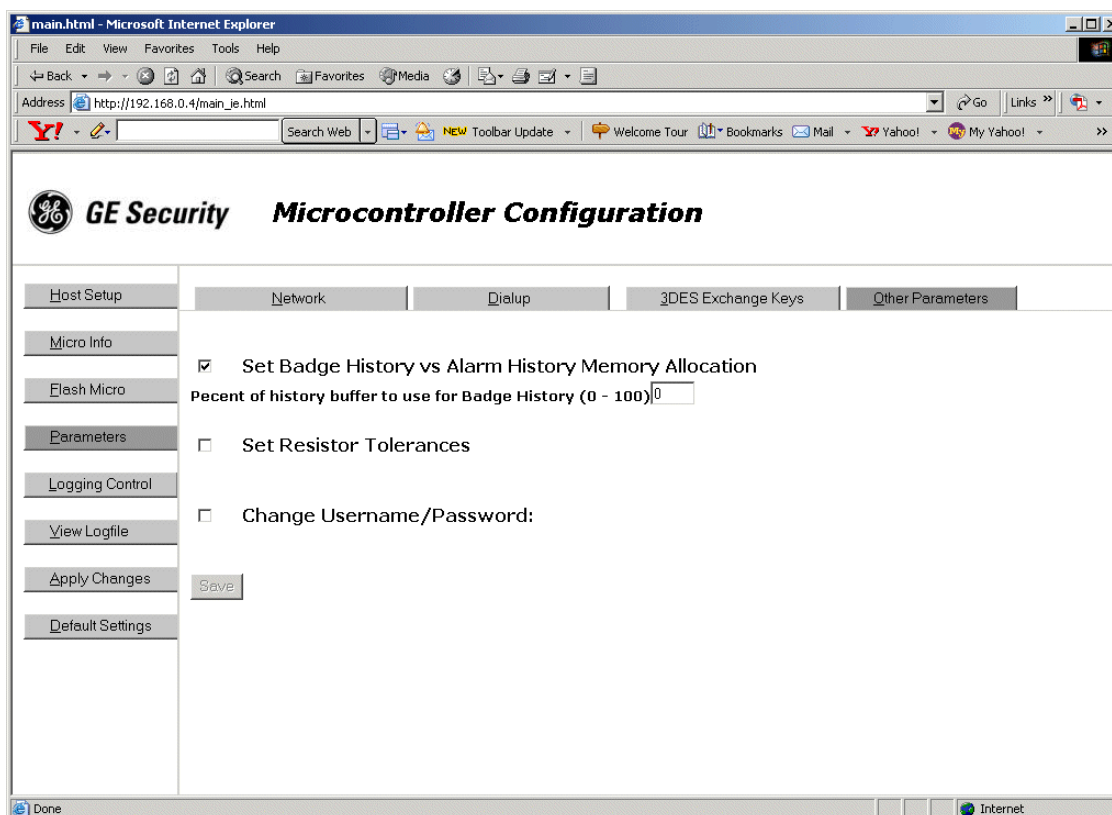 main.html - Microsoft Internet Explorer
File Edit View Favorites Tools Help
Back Search Favorites Media
Address http://192.168.0.4/main_ie.html Go Links »
Y! Search Web NEW Toolbar Update Welcome Tour Bookmarks Mail Y? Yahoo! My My Yahoo! »
GE Security Microcontroller Configuration
Host Setup
Micro Info
Flash Micro
Parameters
Logging Control
View Logfile
Apply Changes
Default Settings
Network Dialup 3DES Exchange Keys Other Parameters
Set Badge History vs Alarm History Memory Allocation
Pecent of history buffer to use for Badge History (0 - 100) 0
Set Resistor Tolerances
Change Username/Password:
Save
Done Internet